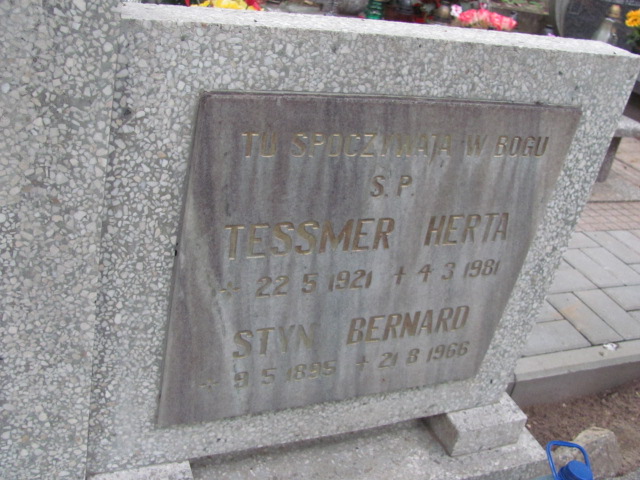 TU SPOCZYWAJĄ W BOGU
Ś.P.
TESSMER HERTA
* 22 5 1921 + 4 3 1981
STYN BERNARD
* 9 5 1895 + 21 8 1966